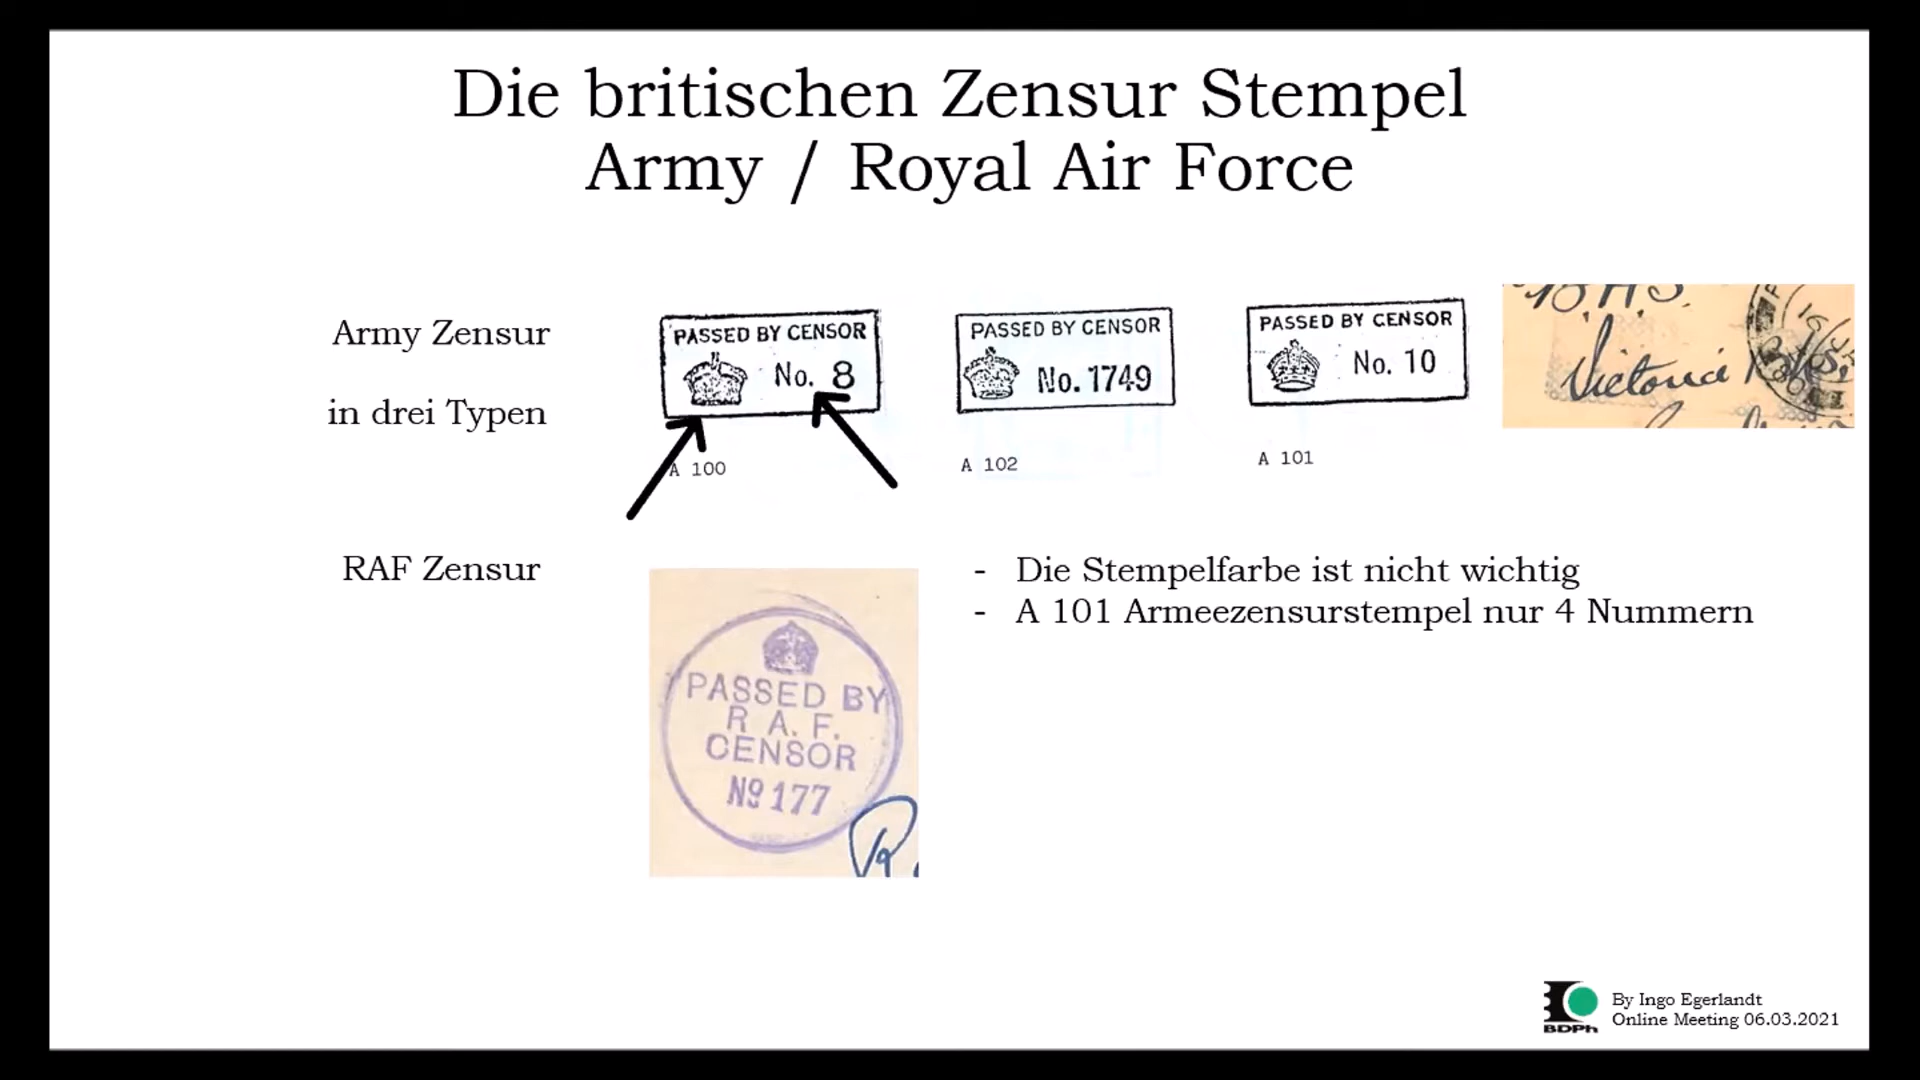 Die britischen Zensur Stempel
Army / Royal Air Force
Army Zensur
in drei Typen
PASSED BY CENSOR
No. 8
A 100
PASSED BY CENSOR
No. 1749
A 102
PASSED BY CENSOR
No. 10
A 101
Victoria
RAF Zensur
PASSED BY
R A. F.
CENSOR
Nº 177
- Die Stempelfarbe ist nicht wichtig
- A 101 Armeezensurstempel nur 4 Nummern
BDPh
By Ingo Egerlandt
Online Meeting 06.03.2021